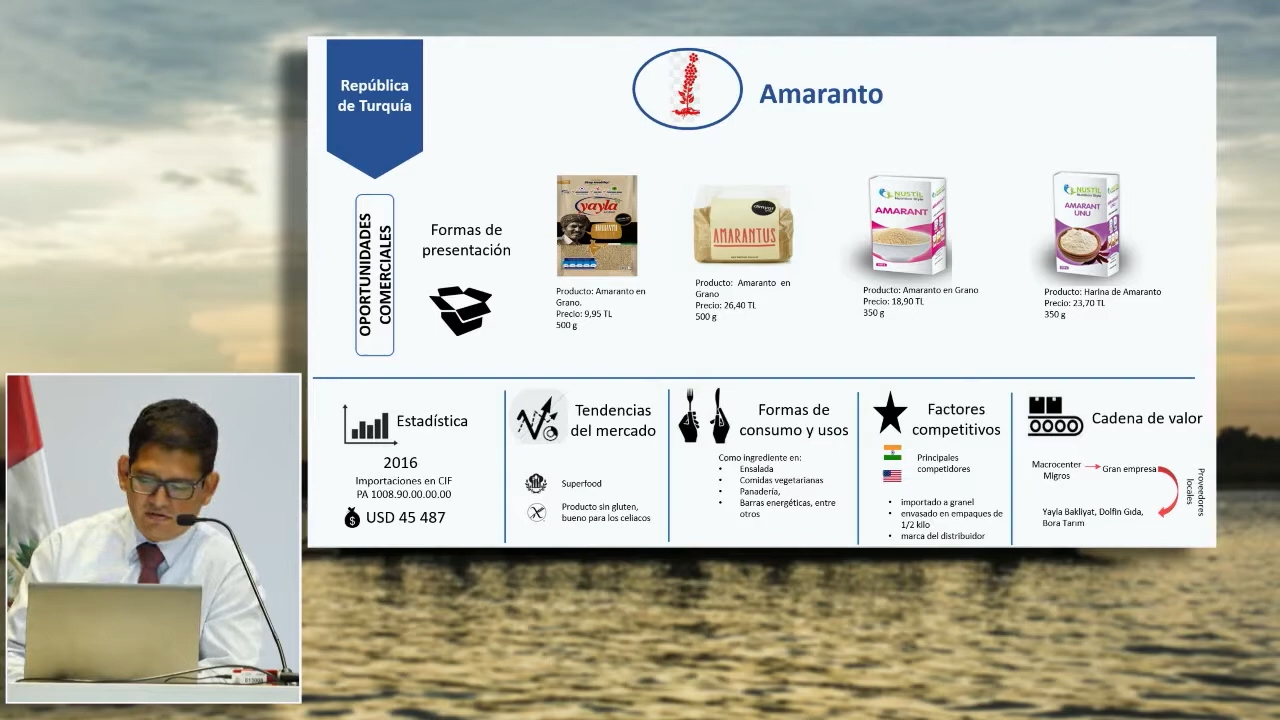 República
de Turquía
Amaranto
OPORTUNIDADES
COMERCIALES
Formas de
presentación
yayla
AMARANTUS
NUSTİL
AMARANT
NUSTİL
AMARANT
UNU
Producto: Amaranto en
Grano.
Precio: 9,95 TL
500 g
Producto: Amaranto en
Grano
Precio: 26,40 TL
500 g
Producto: Amaranto en Grano
Precio: 18,90 TL
350 g
Producto: Harina de Amaranto
Precio: 23,70 TL
350 g
Estadística
2016
Importaciones en CIF
PA 1008.90.00.00.00
$
USD 45 487
Tendencias
del mercado
Superfood
Producto sin gluten,
bueno para los celiacos
Formas de
consumo y usos
Como ingrediente en:
• Ensalada
• Comidas vegetarianas
• Panadería,
• Barras energéticas, entre
otros
Factores
competitivos
Principales
competidores
• importado a granel
• envasado en empaques de
1/2 kilo
• marca del distribuidor
Cadena de valor
Macrocenter
Migros
Gran empresa
Proveedores
locales
Yayla Bakliyat, Dolfin Gıda,
Bora Tarım